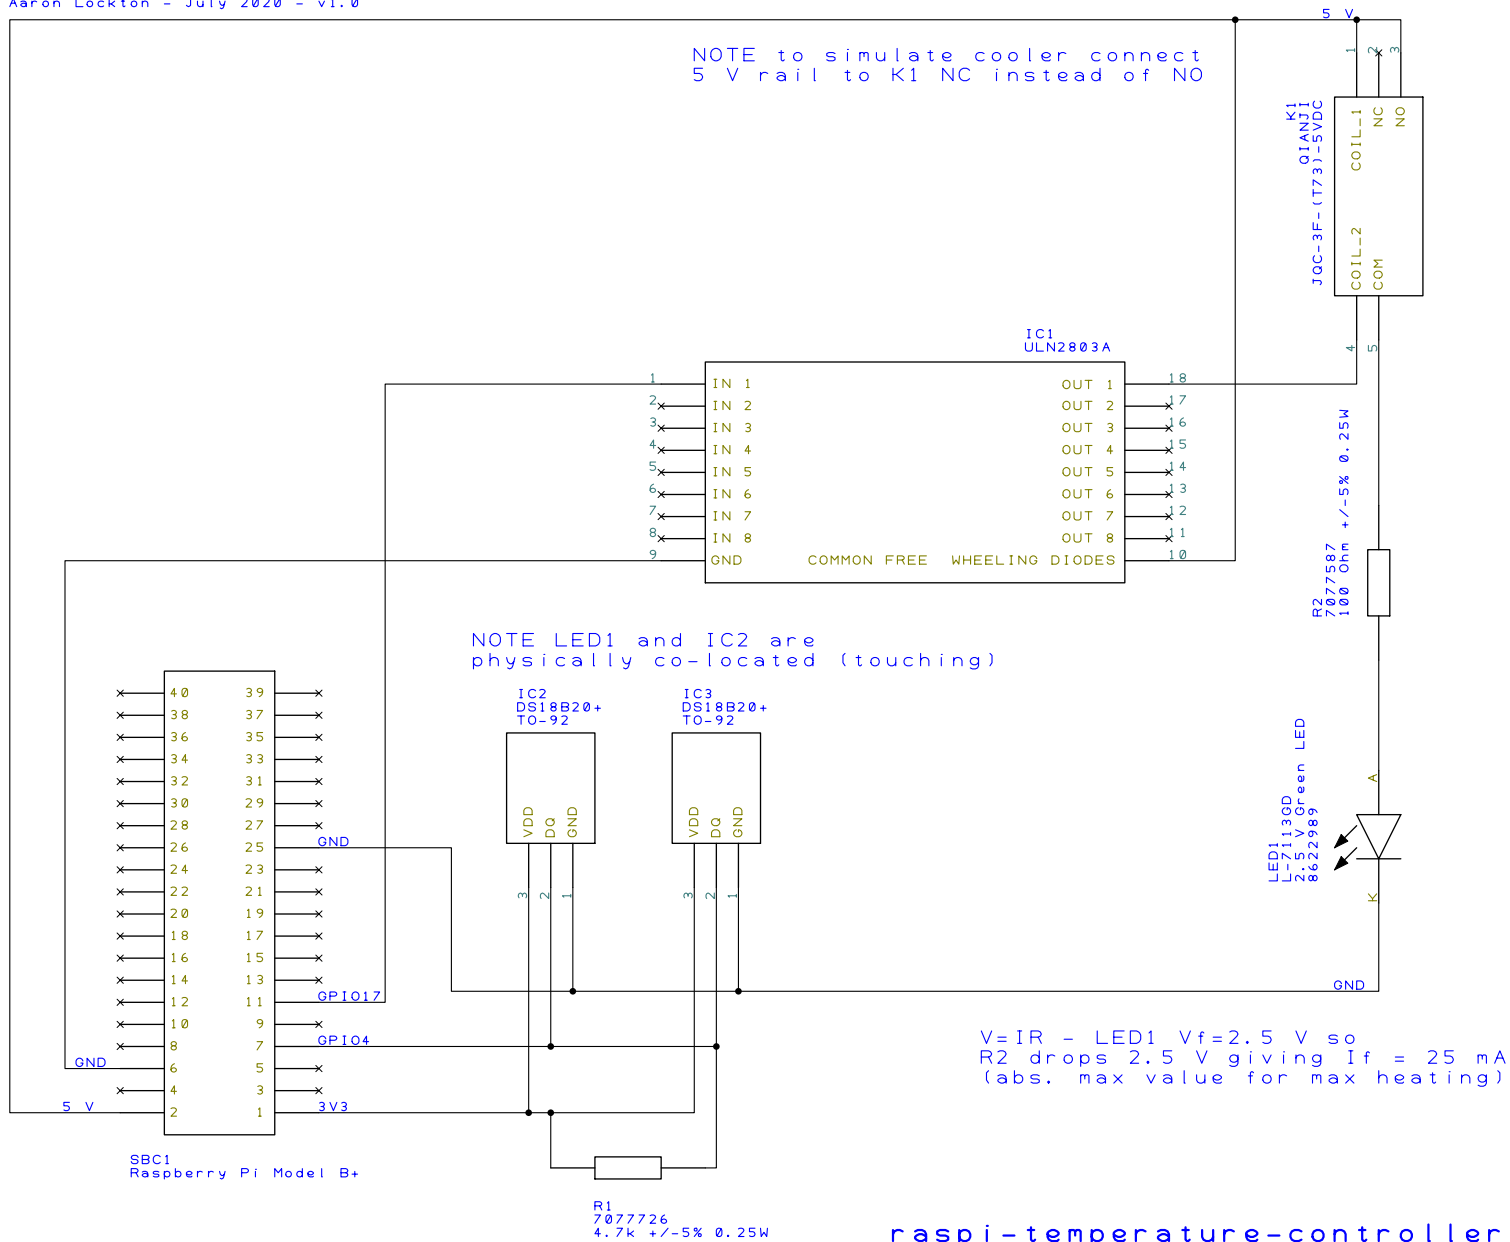 Aaron Lockton - July 2020 - v1.0
5 V
NOTE to simulate cooler connect
5 V rail to K1 NC instead of NO
1
2
3
K1
QIANJI
JQC-3F-(T73)-5VDC
COIL_1
NC
NO
COIL_2
COM
4
5
IC1
ULN2803A
1 IN 1 OUT 1 18
2 IN 2 OUT 2 17
3 IN 3 OUT 3 16
4 IN 4 OUT 4 15
5 IN 5 OUT 5 14
6 IN 6 OUT 6 13
7 IN 7 OUT 7 12
8 IN 8 OUT 8 11
9 GND COMMON FREE WHEELING DIODES 10
R2
7077587
100 Ohm +/-5% 0.25W
NOTE LED1 and IC2 are
physically co-located (touching)
IC2
DS18B20+
TO-92
VDD
DQ
GND
3
2
1
IC3
DS18B20+
TO-92
VDD
DQ
GND
3
2
1
LED1
L-7113GD
2.5 V Green LED
8622989
A
K
40 39
38 37
36 35
34 33
32 31
30 29
28 27
26 25 GND
24 23
22 21
20 19
18 17
16 15
14 13
12 11 GPIO17
10 9
8 7 GPIO4
GND 6 5
4 3
5 V 2 1 3V3
GND
SBC1
Raspberry Pi Model B+
V=IR - LED1 Vf=2.5 V so
R2 drops 2.5 V giving If = 25 mA
(abs. max value for max heating)
R1
7077726
4.7k +/-5% 0.25W
raspi-temperature-controller